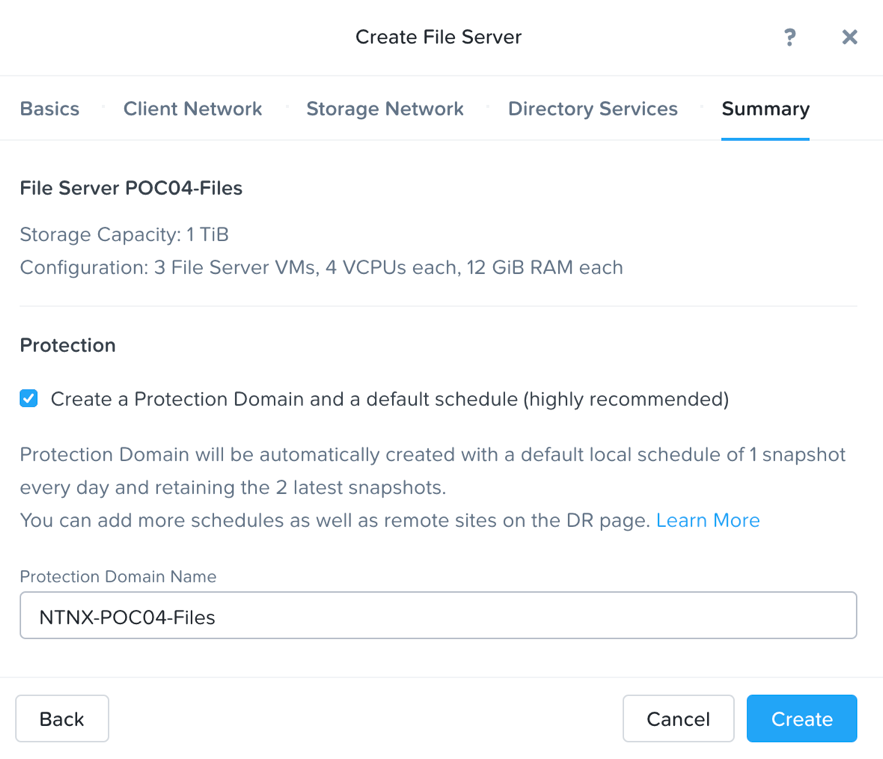 Create File Server
?
Basics
Client Network
Storage Network
Directory Services
Summary
File Server POC04-Files
Storage Capacity: 1 TiB
Configuration: 3 File Server VMs, 4 VCPUs each, 12 GiB RAM each
Protection
Create a Protection Domain and a default schedule (highly recommended)
Protection Domain will be automatically created with a default local schedule of 1 snapshot
every day and retaining the 2 latest snapshots.
You can add more schedules as well as remote sites on the DR page. Learn More
Protection Domain Name
NTNX-POC04-Files
Back
Cancel
Create